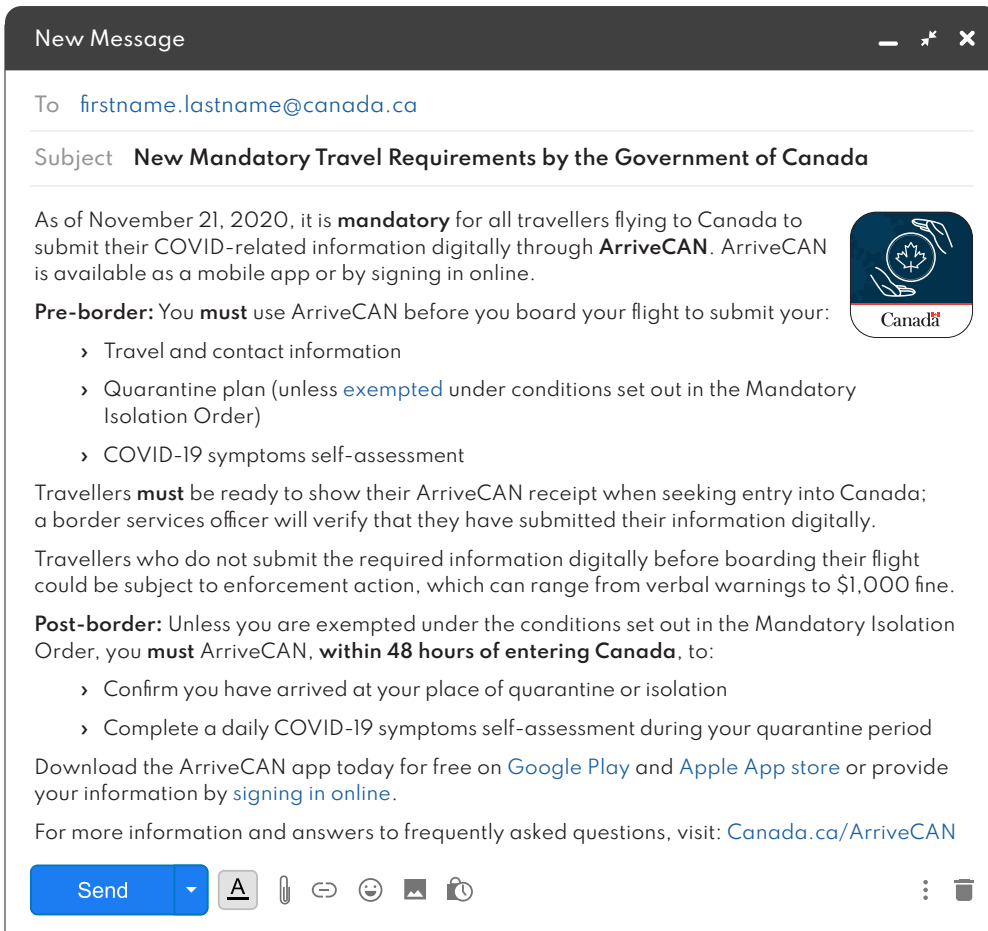 New Message
To firstname.lastname@canada.ca
Subject New Mandatory Travel Requirements by the Government of Canada
As of November 21, 2020, it is mandatory for all travellers flying to Canada to
submit their COVID-related information digitally through ArriveCAN. ArriveCAN
is available as a mobile app or by signing in online.
Canada
Pre-border: You must use ArriveCAN before you board your flight to submit your:
› Travel and contact information
› Quarantine plan (unless exempted under conditions set out in the Mandatory
Isolation Order)
› COVID-19 symptoms self-assessment
Travellers must be ready to show their ArriveCAN receipt when seeking entry into Canada;
a border services officer will verify that they have submitted their information digitally.
Travellers who do not submit the required information digitally before boarding their flight
could be subject to enforcement action, which can range from verbal warnings to $1,000 fine.
Post-border: Unless you are exempted under the conditions set out in the Mandatory Isolation
Order, you must ArriveCAN, within 48 hours of entering Canada, to:
› Confirm you have arrived at your place of quarantine or isolation
› Complete a daily COVID-19 symptoms self-assessment during your quarantine period
Download the ArriveCAN app today for free on Google Play and Apple App store or provide
your information by signing in online.
For more information and answers to frequently asked questions, visit: Canada.ca/ArriveCAN
Send A